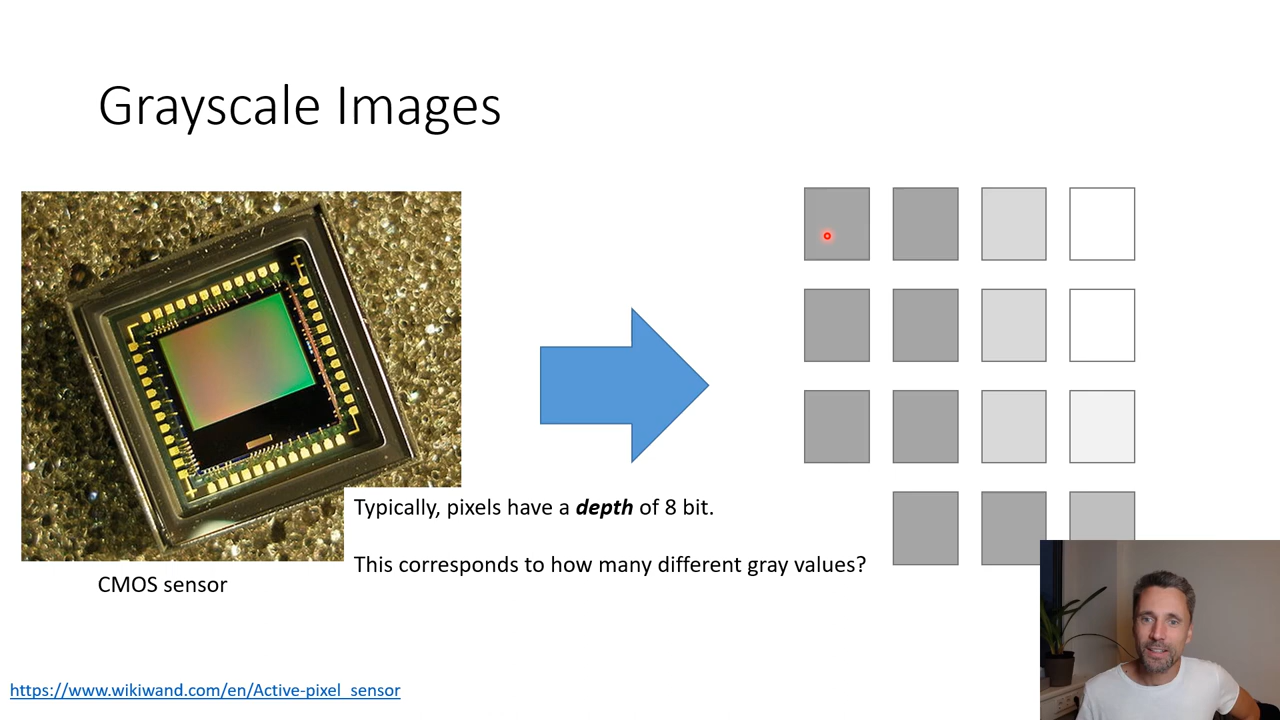 Grayscale Images
Typically, pixels have a depth of 8 bit.
This corresponds to how many different gray values?
CMOS sensor
https://www.wikiwand.com/en/Active-pixel_sensor